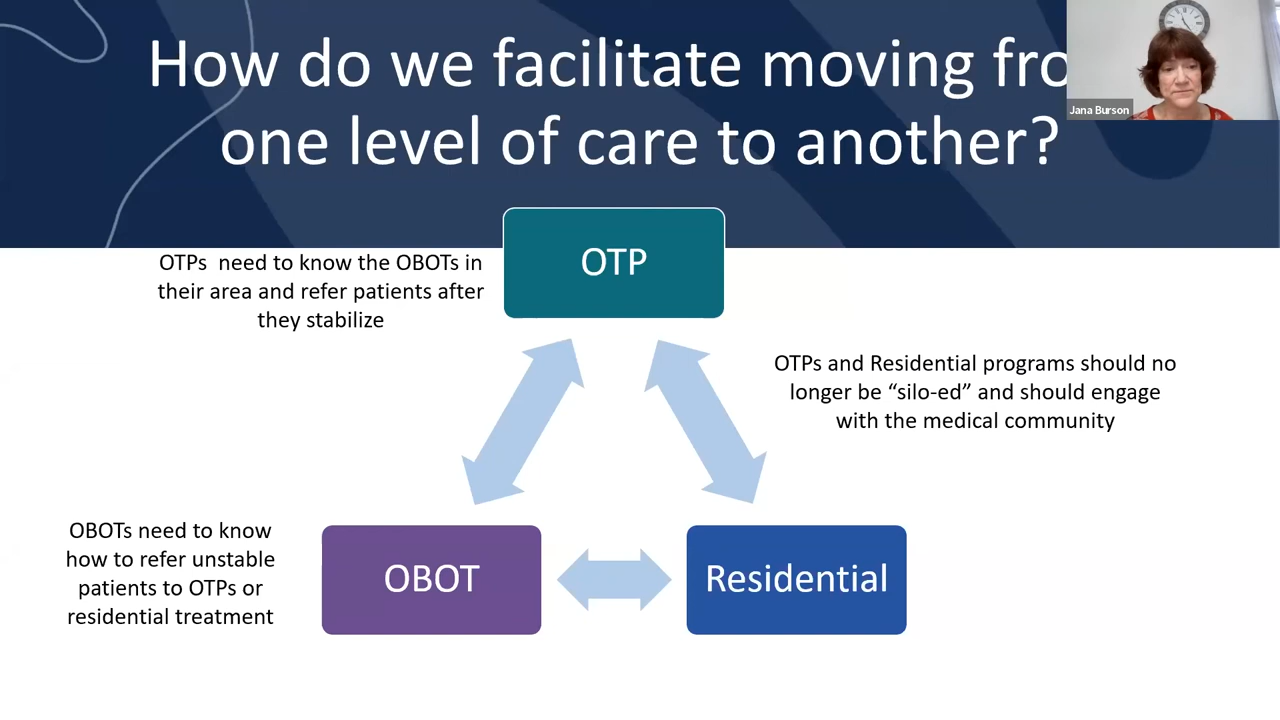 How do we facilitate moving fro
one level of care to another?
Jana Burson
OTP
OTPs  need to know the OBOTs in
their area and refer patients after
they stabilize
OTPs and Residential programs should no
longer be “silo-ed” and should engage
with the medical community
OBOTs need to know
how to refer unstable
patients to OTPs or
residential treatment
OBOT
Residential